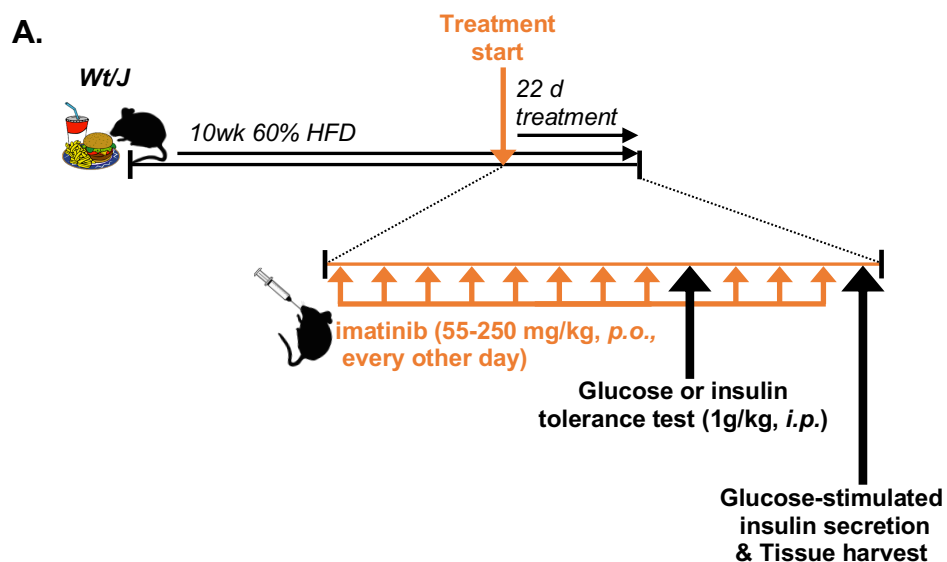 A.
Treatment
start
Wt/J
22 d
treatment
10wk 60% HFD
imatinib (55-250 mg/kg, p.o.,
every other day)
Glucose or insulin
tolerance test (1g/kg, i.p.)
Glucose-stimulated
insulin secretion
& Tissue harvest